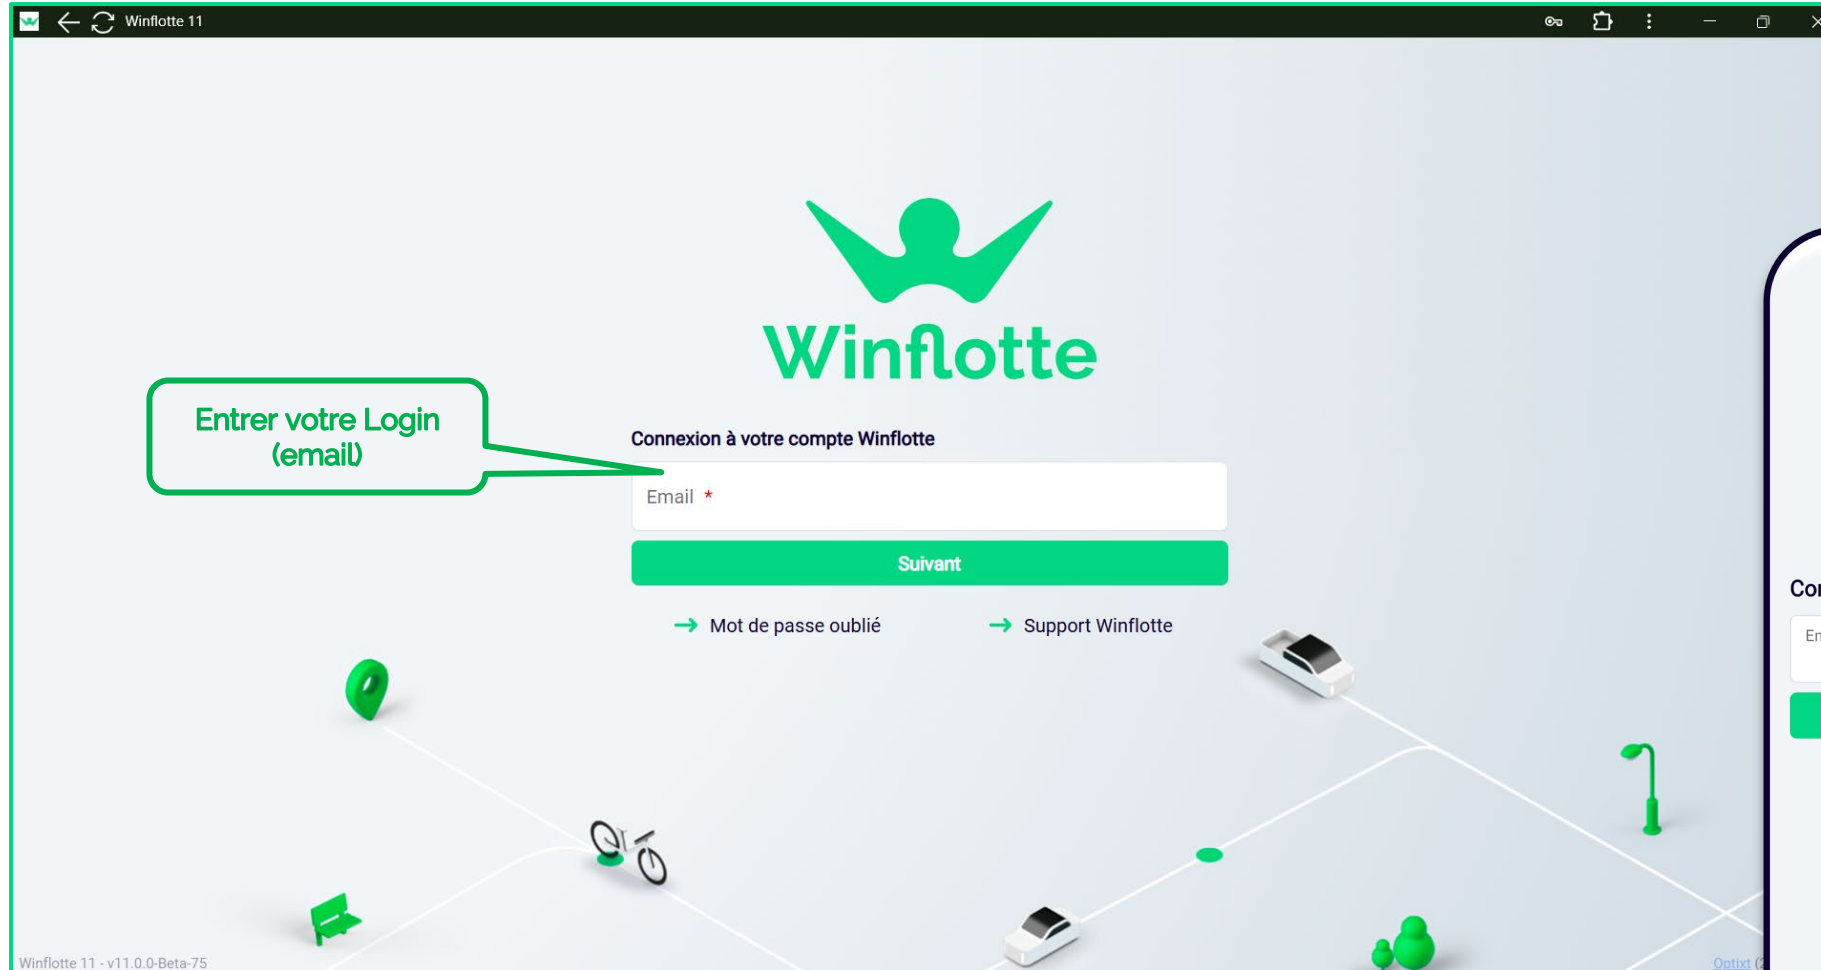 Winflotte 11
Winflotte
Entrer votre Login
(email)
Connexion à votre compte Winflotte
Email *
Suivant
Mot de passe oublié
Support Winflotte
Winflotte 11 - v11.0.0-Beta-75
Optixt